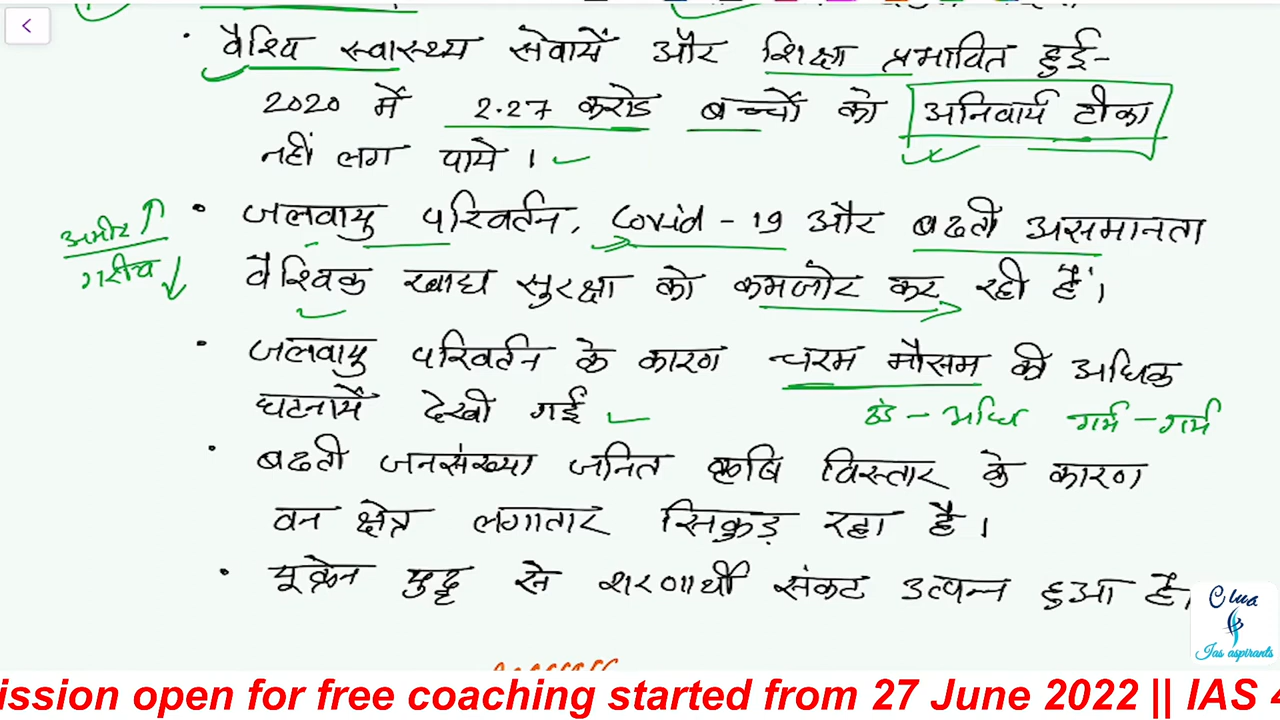 • वैश्वि स्वास्थ्य सेवायें और शिक्षा प्रभावित हुई-
2020 में 2.27 करोड बच्चों को अनिवार्य टीका
नहीं लग पाये ।
• जलवायु परिवर्तन, Covid-19 और बढती असमानता
अमीर ↑
गरीब ↓
वैश्विक खाद्य सुरक्षा को कमजोर कर रही हैं।
• जलवायु परिवर्तन के कारण चरम मौसम की अधिक
घटनायें देखी गईं
ठंड - अधि गर्म - गर्म
• बढती जनसंख्या जनित कृषि विस्तार के कारण
वन क्षेत्र लगातार सिकुड़ रहा है।
• यूक्रेन युद्ध से शरणार्थी संकट उत्पन्न हुआ है।
Ias aspirants
ission open for free coaching started from 27 June 2022 || IAS